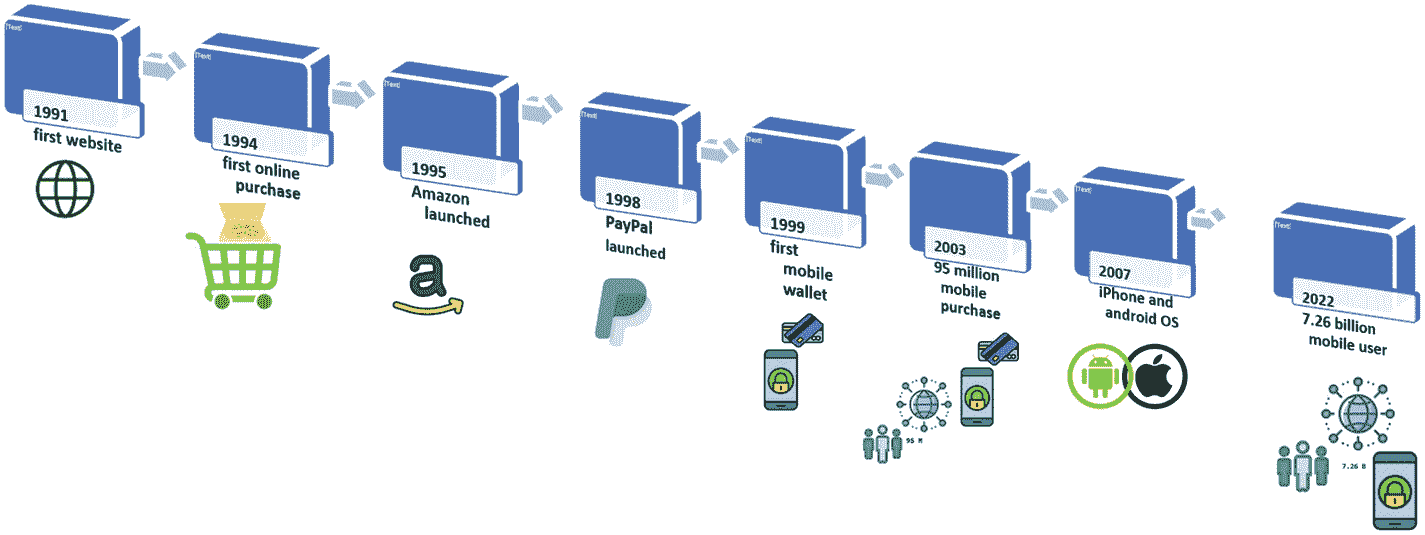 [Text]
1991
first website
[Text]
1994
first online
purchase
[Text]
1995
Amazon
launched
[Text]
1998
PayPal
launched
[Text]
1999
first
mobile
wallet
[Text]
2003
95 million
mobile
purchase
95 M
[Text]
2007
iPhone and
android OS
[Text]
2022
7.26 billion
mobile user
7.26 B